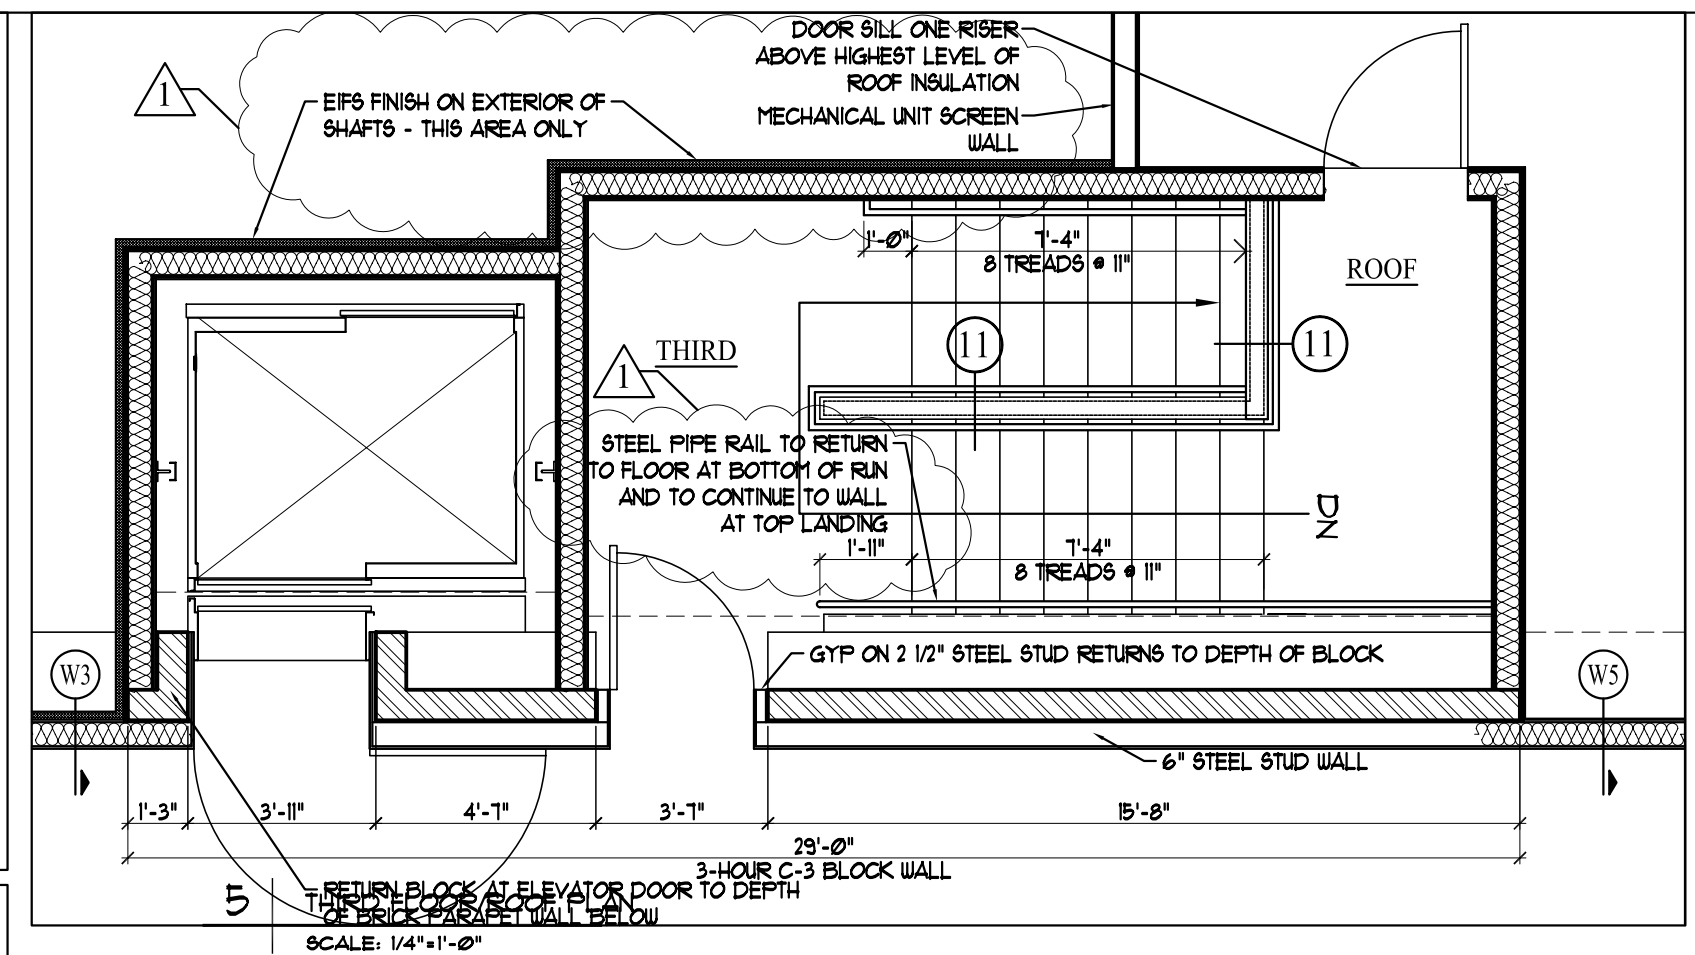 DOOR SILL ONE RISER
ABOVE HIGHEST LEVEL OF
ROOF INSULATION
MECHANICAL UNIT SCREEN
WALL
1
EIFS FINISH ON EXTERIOR OF
SHAFTS - THIS AREA ONLY
1'-0"
7'-4"
8 TREADS @ 11"
ROOF
11
11
THIRD
1
STEEL PIPE RAIL TO RETURN
TO FLOOR AT BOTTOM OF RUN
AND TO CONTINUE TO WALL
AT TOP LANDING
DN
1'-11"
7'-4"
8 TREADS @ 11"
GYP ON 2 1/2" STEEL STUD RETURNS TO DEPTH OF BLOCK
W3
W5
6" STEEL STUD WALL
1'-3"
3'-11"
4'-7"
3'-7"
15'-8"
29'-0"
3-HOUR C-3 BLOCK WALL
RETURN BLOCK AT ELEVATOR DOOR TO DEPTH
OF BRICK PARAPET WALL BELOW
5
THIRD FLOOR/ROOF PLAN
SCALE: 1/4"=1'-0"